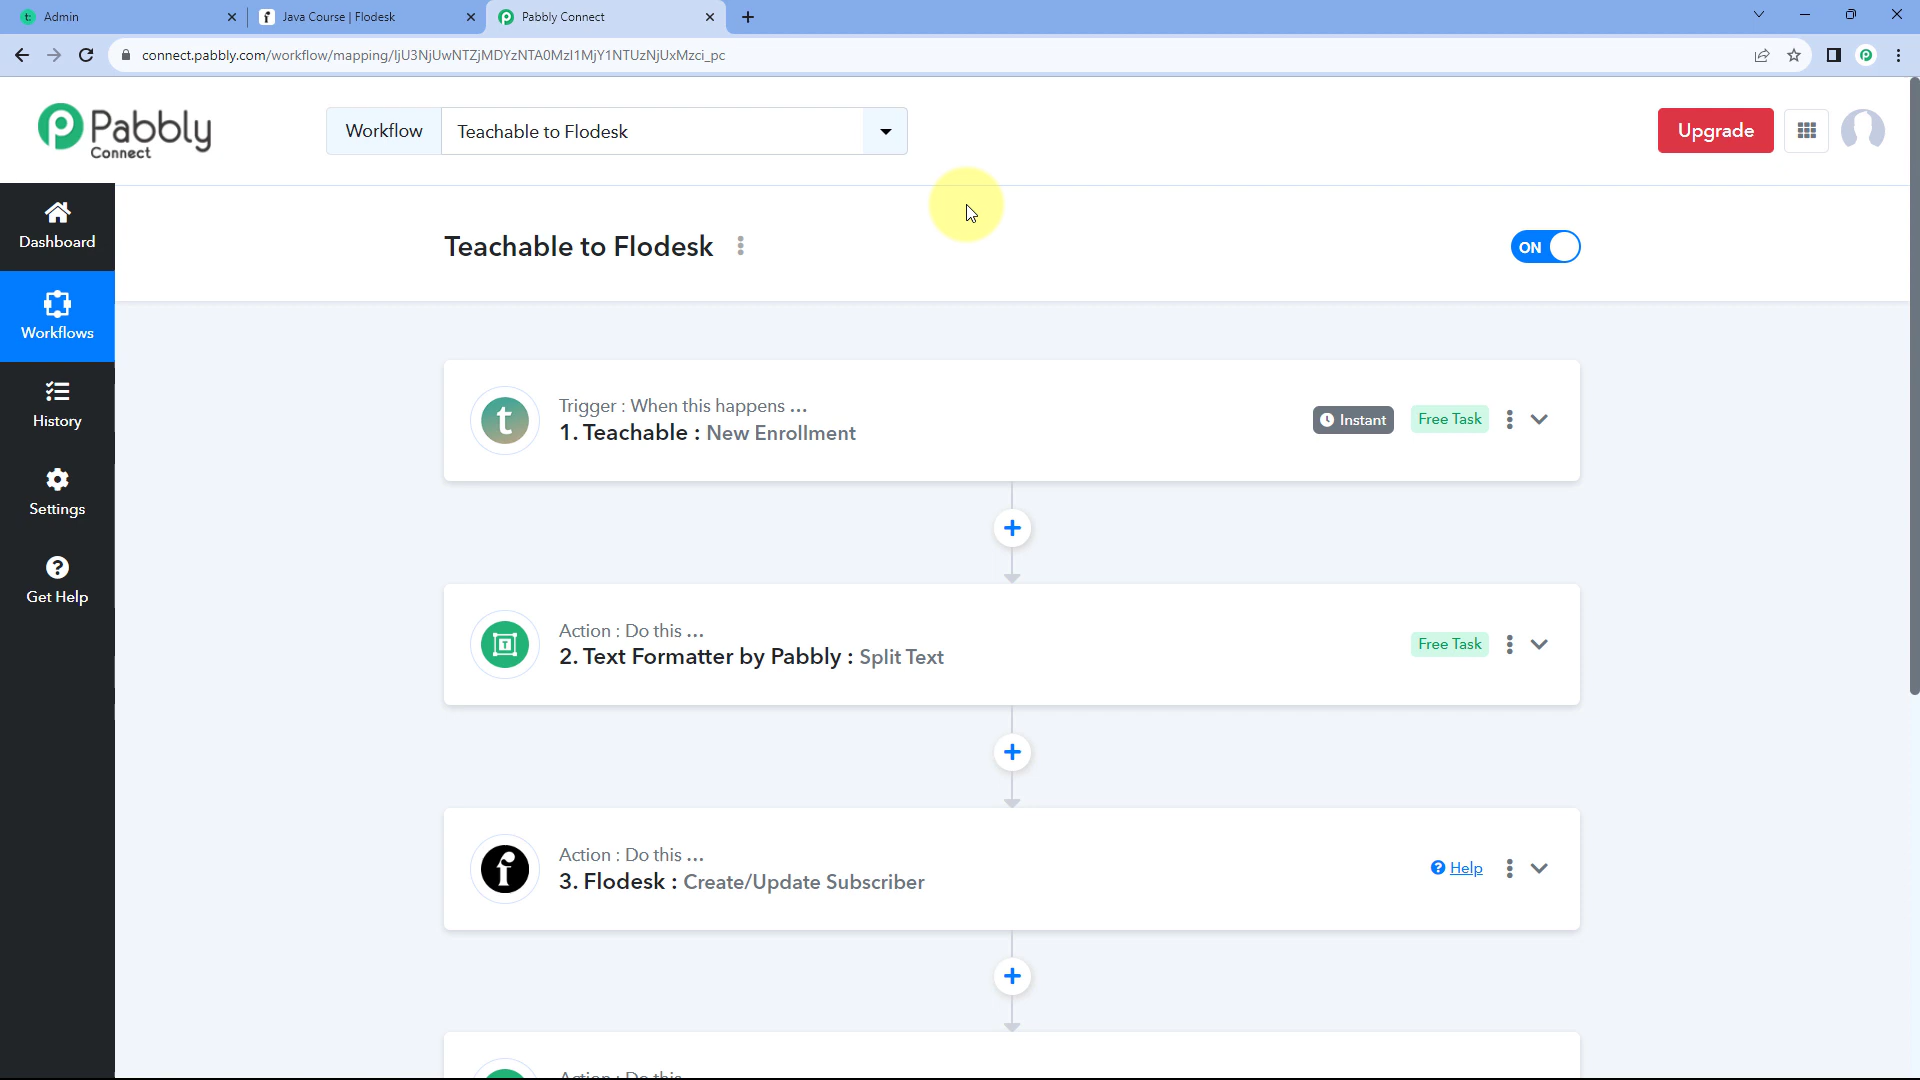 Admin
Java Course | Flodesk
Pabbly Connect
connect.pabbly.com/workflow/mapping/IjU3NjUwNTZjMDYzNTA0MzI1MjY1NTUzNjUxMzci_pc
Pabbly
Connect
Workflow
Teachable to Flodesk
Upgrade
Dashboard
Workflows
History
Settings
Get Help
Teachable to Flodesk
ON
Trigger : When this happens ...
1. Teachable : New Enrollment
Instant
Free Task
Action : Do this ...
2. Text Formatter by Pabbly : Split Text
Free Task
Action : Do this ...
3. Flodesk : Create/Update Subscriber
Help
Action : Do this